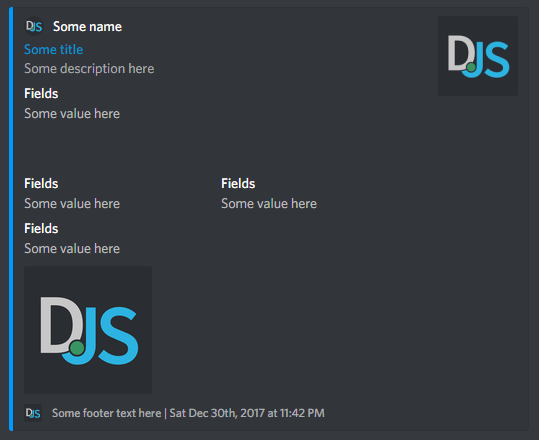 DJS Some name
DJS
Some title
Some description here
Fields
Some value here
Fields Fields
Some value here Some value here
Fields
Some value here
DJS
DJS Some footer text here | Sat Dec 30th, 2017 at 11:42 PM